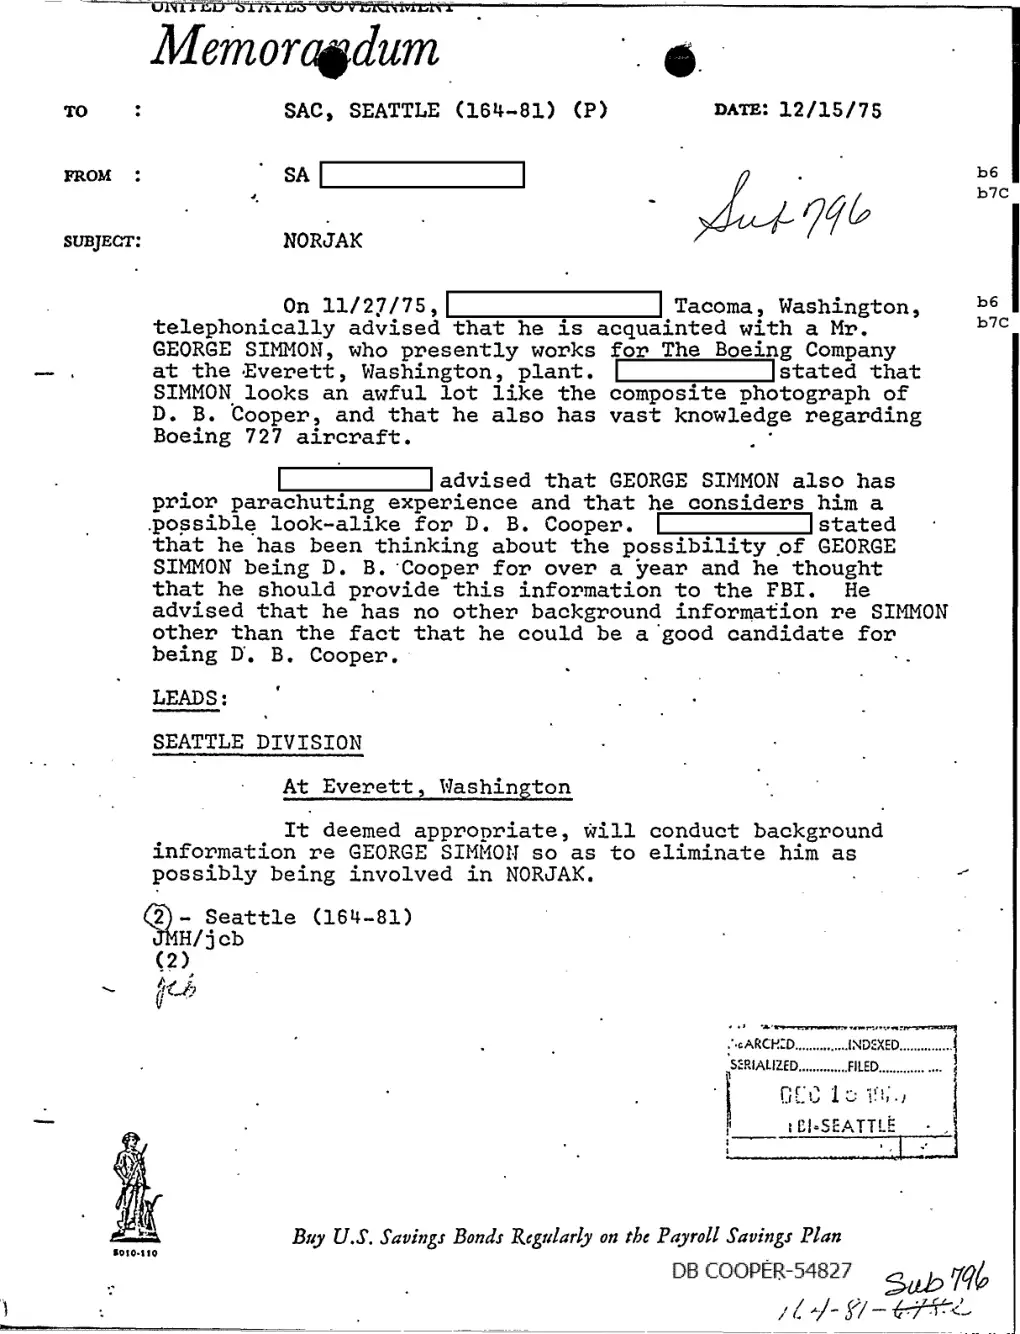 UNITED STATES GOVERNMENT
Memorandum
TO : SAC, SEATTLE (164-81) (P) DATE: 12/15/75
FROM : SA b6
b7C
Sub 796
SUBJECT: NORJAK
On 11/27/75, Tacoma, Washington, b6
telephonically advised that he is acquainted with a Mr. b7C
GEORGE SIMMON, who presently works for The Boeing Company
at the Everett, Washington, plant. stated that
SIMMON looks an awful lot like the composite photograph of
D. B. Cooper, and that he also has vast knowledge regarding
Boeing 727 aircraft.
advised that GEORGE SIMMON also has
prior parachuting experience and that he considers him a
possible look-alike for D. B. Cooper. stated
that he has been thinking about the possibility of GEORGE
SIMMON being D. B. Cooper for over a year and he thought
that he should provide this information to the FBI. He
advised that he has no other background information re SIMMON
other than the fact that he could be a good candidate for
being D. B. Cooper.
LEADS:
SEATTLE DIVISION
At Everett, Washington
It deemed appropriate, will conduct background
information re GEORGE SIMMON so as to eliminate him as
possibly being involved in NORJAK.
2 - Seattle (164-81)
JMH/jcb
(2)
jcb
SEARCHED..............INDEXED..............
SERIALIZED..............FILED..............
DEC
FBI-SEATTLE
5010-110
Buy U.S. Savings Bonds Regularly on the Payroll Savings Plan
DB COOPER-54827
Sub 796
164-81-